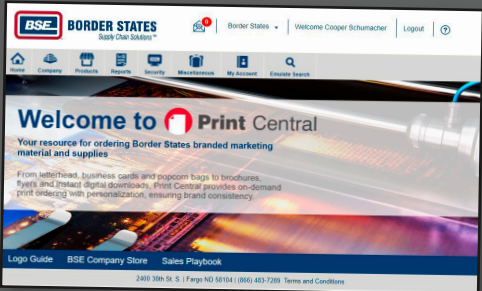 BSE BORDER STATES
Supply Chain Solutions™
0
Border States
Welcome Cooper Schumacher
Logout
?
Home Company Products Reports Security Miscellaneous My Account Emulate Search
Welcome to Print Central
Your resource for ordering Border States branded marketing
material and supplies
From letterhead, business cards and popcorn bags to brochures,
flyers and instant digital downloads, Print Central provides on-demand
print ordering with personalization, ensuring brand consistency.
Logo Guide BSE Company Store Sales Playbook
2400 38th St. S. | Fargo ND 58104 | (866) 483-7289 Terms and Conditions